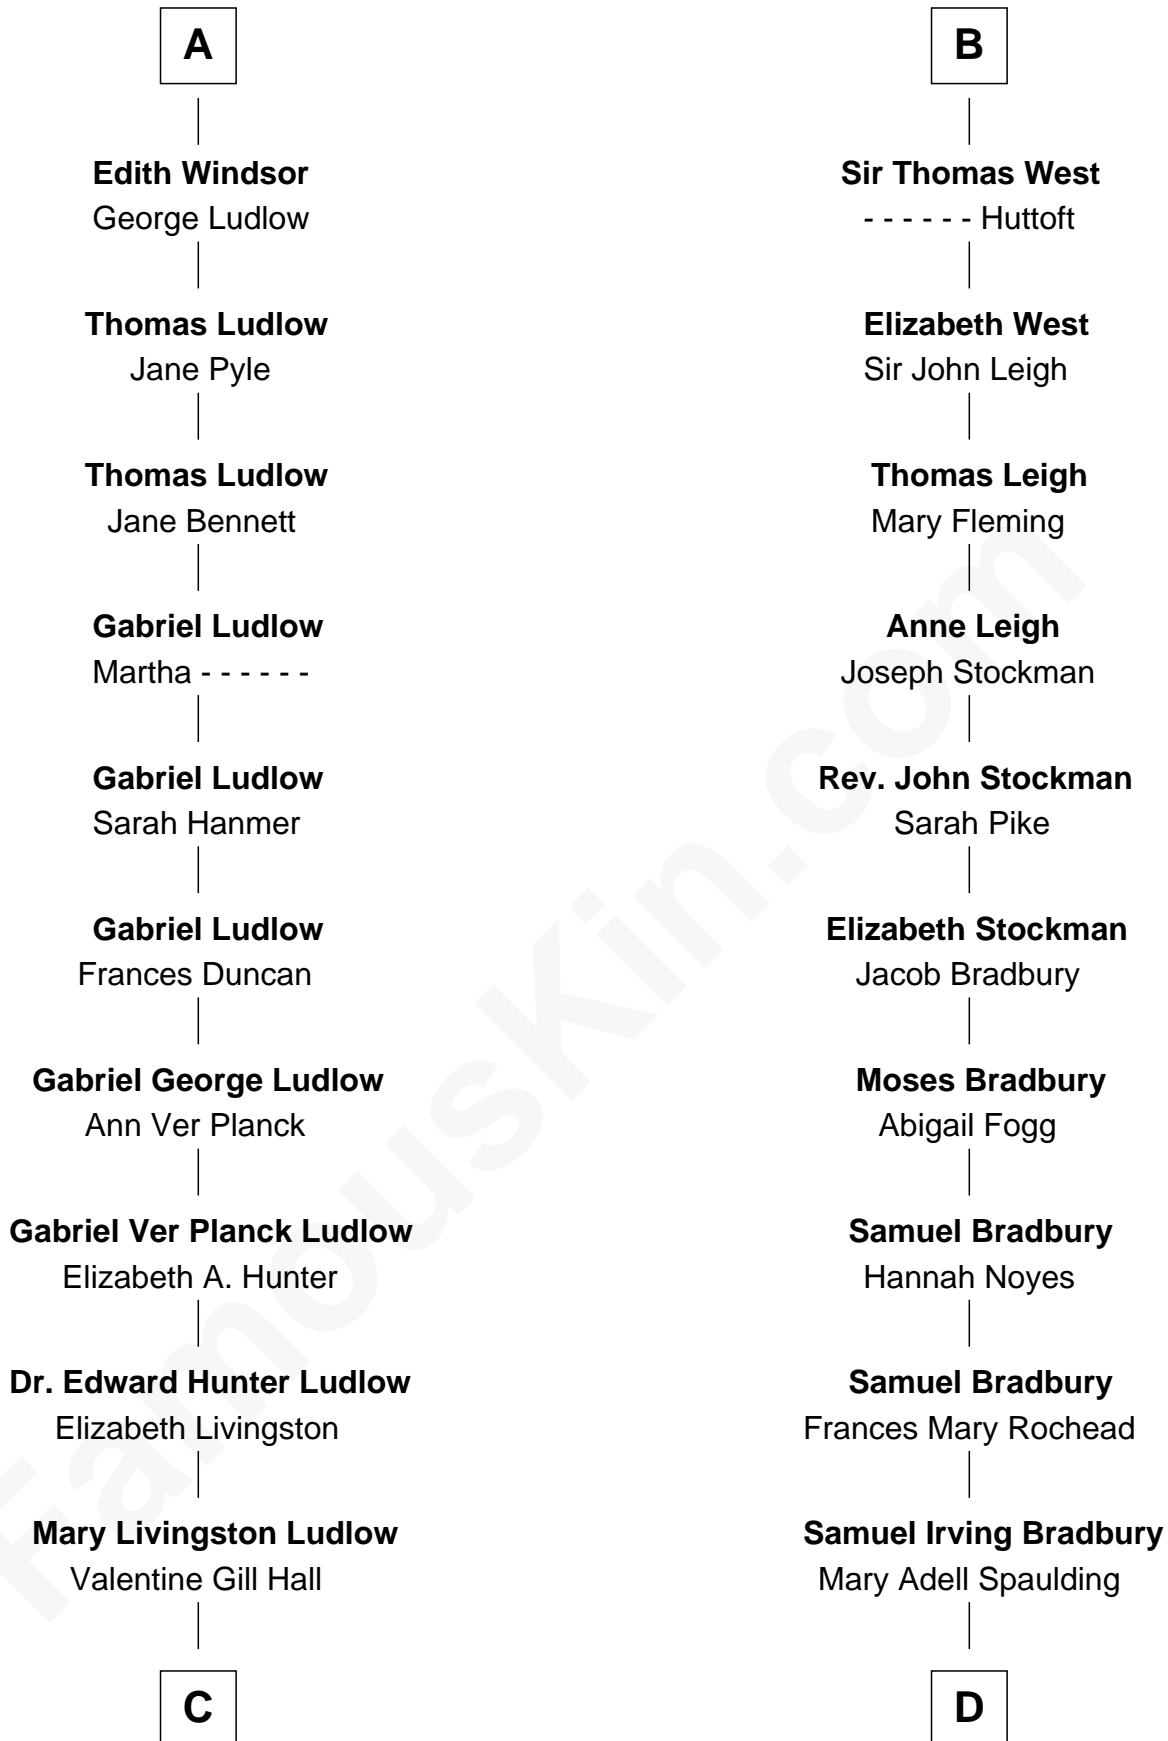 A
Edith Windsor
George Ludlow
Thomas Ludlow
Jane Pyle
Thomas Ludlow
Jane Bennett
Gabriel Ludlow
Martha - - - - - -
Gabriel Ludlow
Sarah Hanmer
Gabriel Ludlow
Frances Duncan
Gabriel George Ludlow
Ann Ver Planck
Gabriel Ver Planck Ludlow
Elizabeth A. Hunter
Dr. Edward Hunter Ludlow
Elizabeth Livingston
Mary Livingston Ludlow
Valentine Gill Hall
C
B
Sir Thomas West
- - - - - - Huttoft
Elizabeth West
Sir John Leigh
Thomas Leigh
Mary Fleming
Anne Leigh
Joseph Stockman
Rev. John Stockman
Sarah Pike
Elizabeth Stockman
Jacob Bradbury
Moses Bradbury
Abigail Fogg
Samuel Bradbury
Hannah Noyes
Samuel Bradbury
Frances Mary Rochead
Samuel Irving Bradbury
Mary Adell Spaulding
D
FamousKin.com